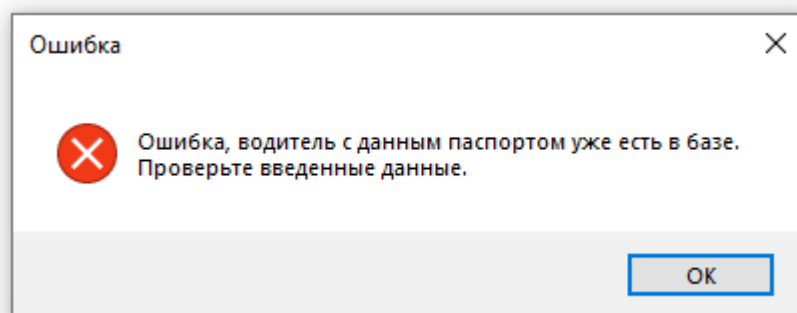 Ошибка
Ошибка, водитель с данным паспортом уже есть в базе.
Проверьте введенные данные.
OK